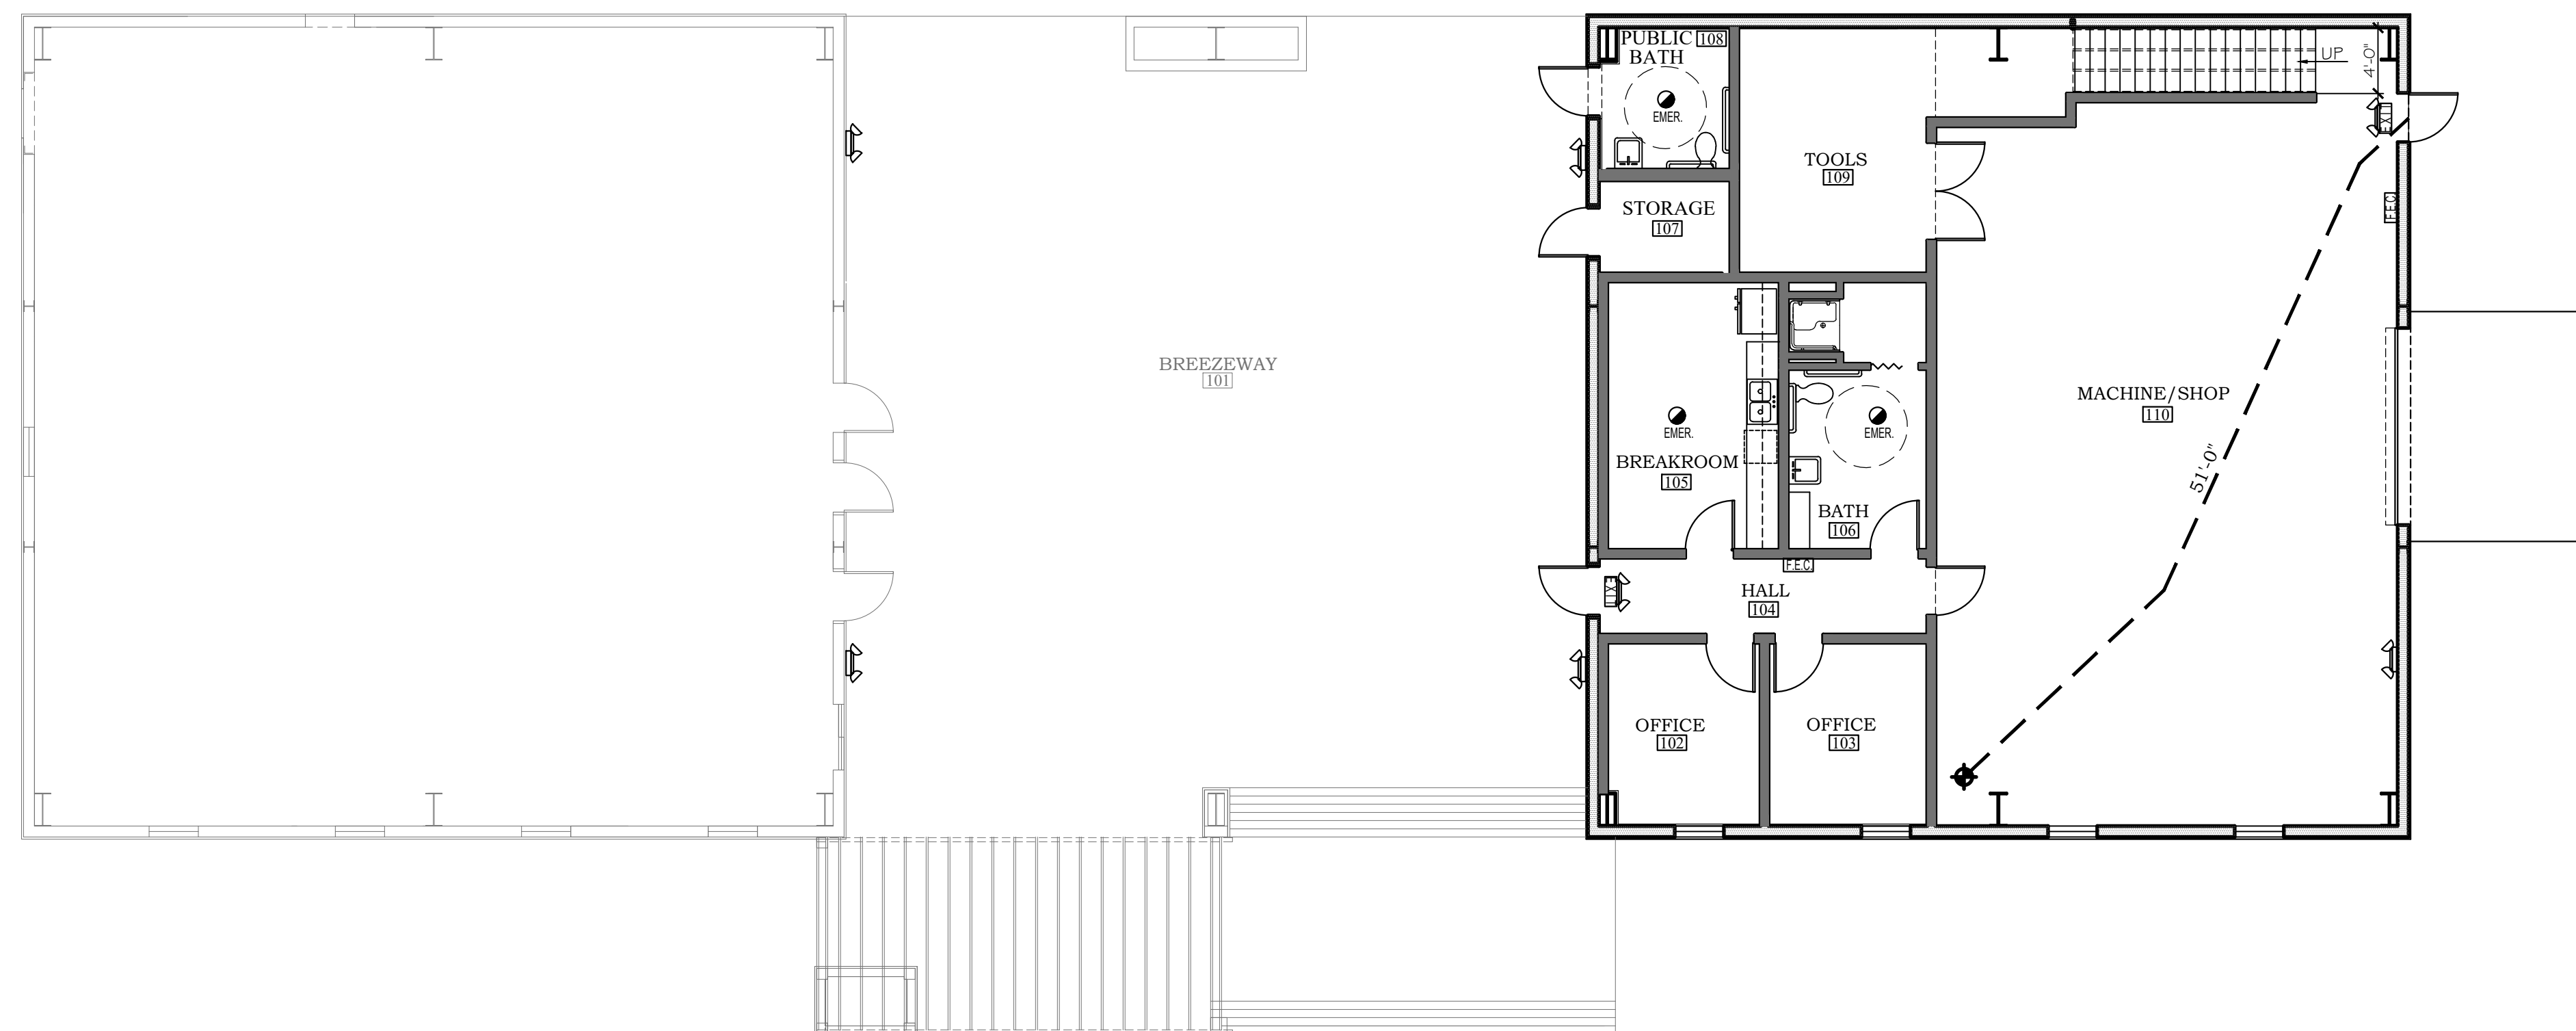 PUBLIC 108
BATH
EMER.
UP
4'-0"
TOOLS
109
STORAGE
107
F.E.C.
BREEZEWAY
101
MACHINE/SHOP
110
EMER.
EMER.
BREAKROOM
105
51'-0"
BATH
106
F.E.C.
HALL
104
OFFICE
102
OFFICE
103